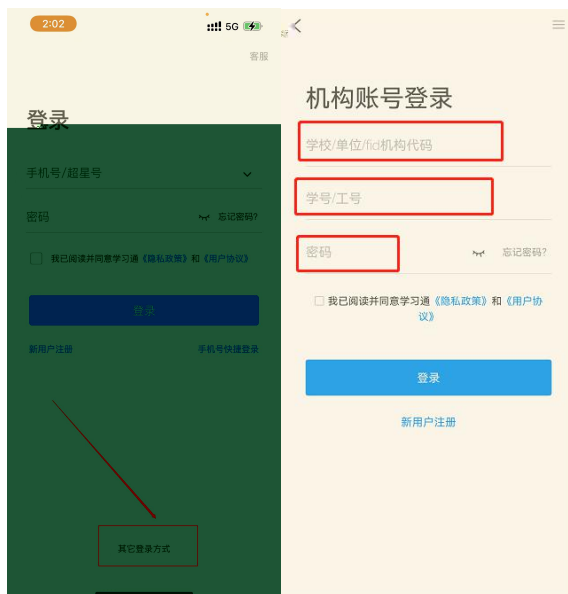 2:02
5G
客服
登录
手机号/超星号
密码
忘记密码?
我已阅读并同意学习通《隐私政策》和《用户协议》
登录
新用户注册
手机号快捷登录
其它登录方式
机构账号登录
学校/单位/fid机构代码
学号/工号
密码
忘记密码?
我已阅读并同意学习通《隐私政策》和《用户协
议》
登录
新用户注册